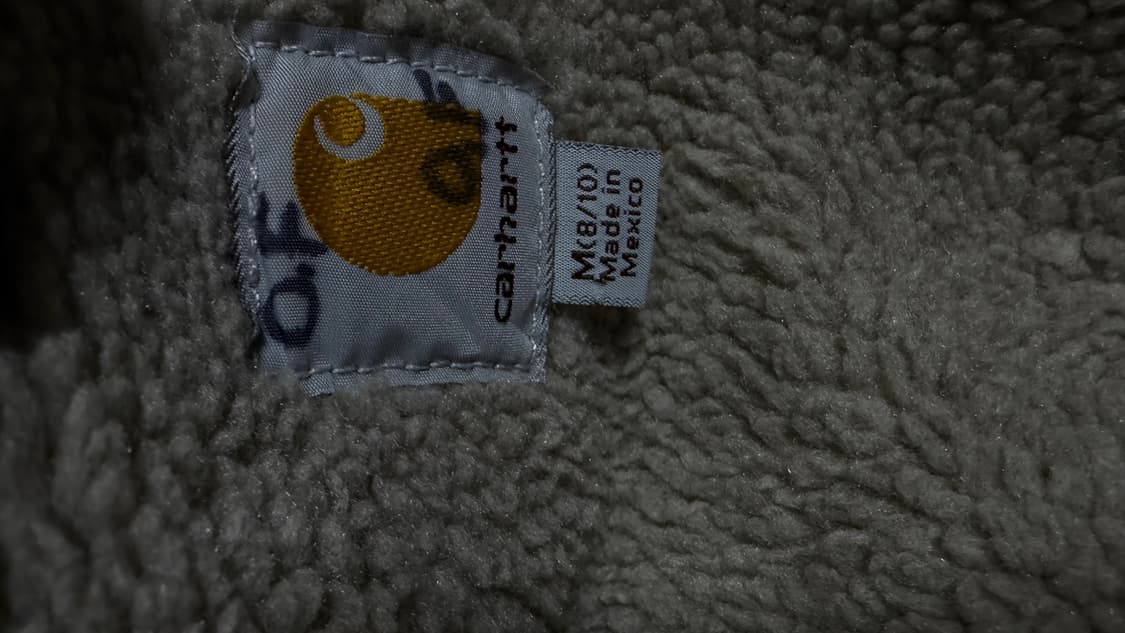 O.F
O.F
carhartt
M(8/10)
Made in
Mexico